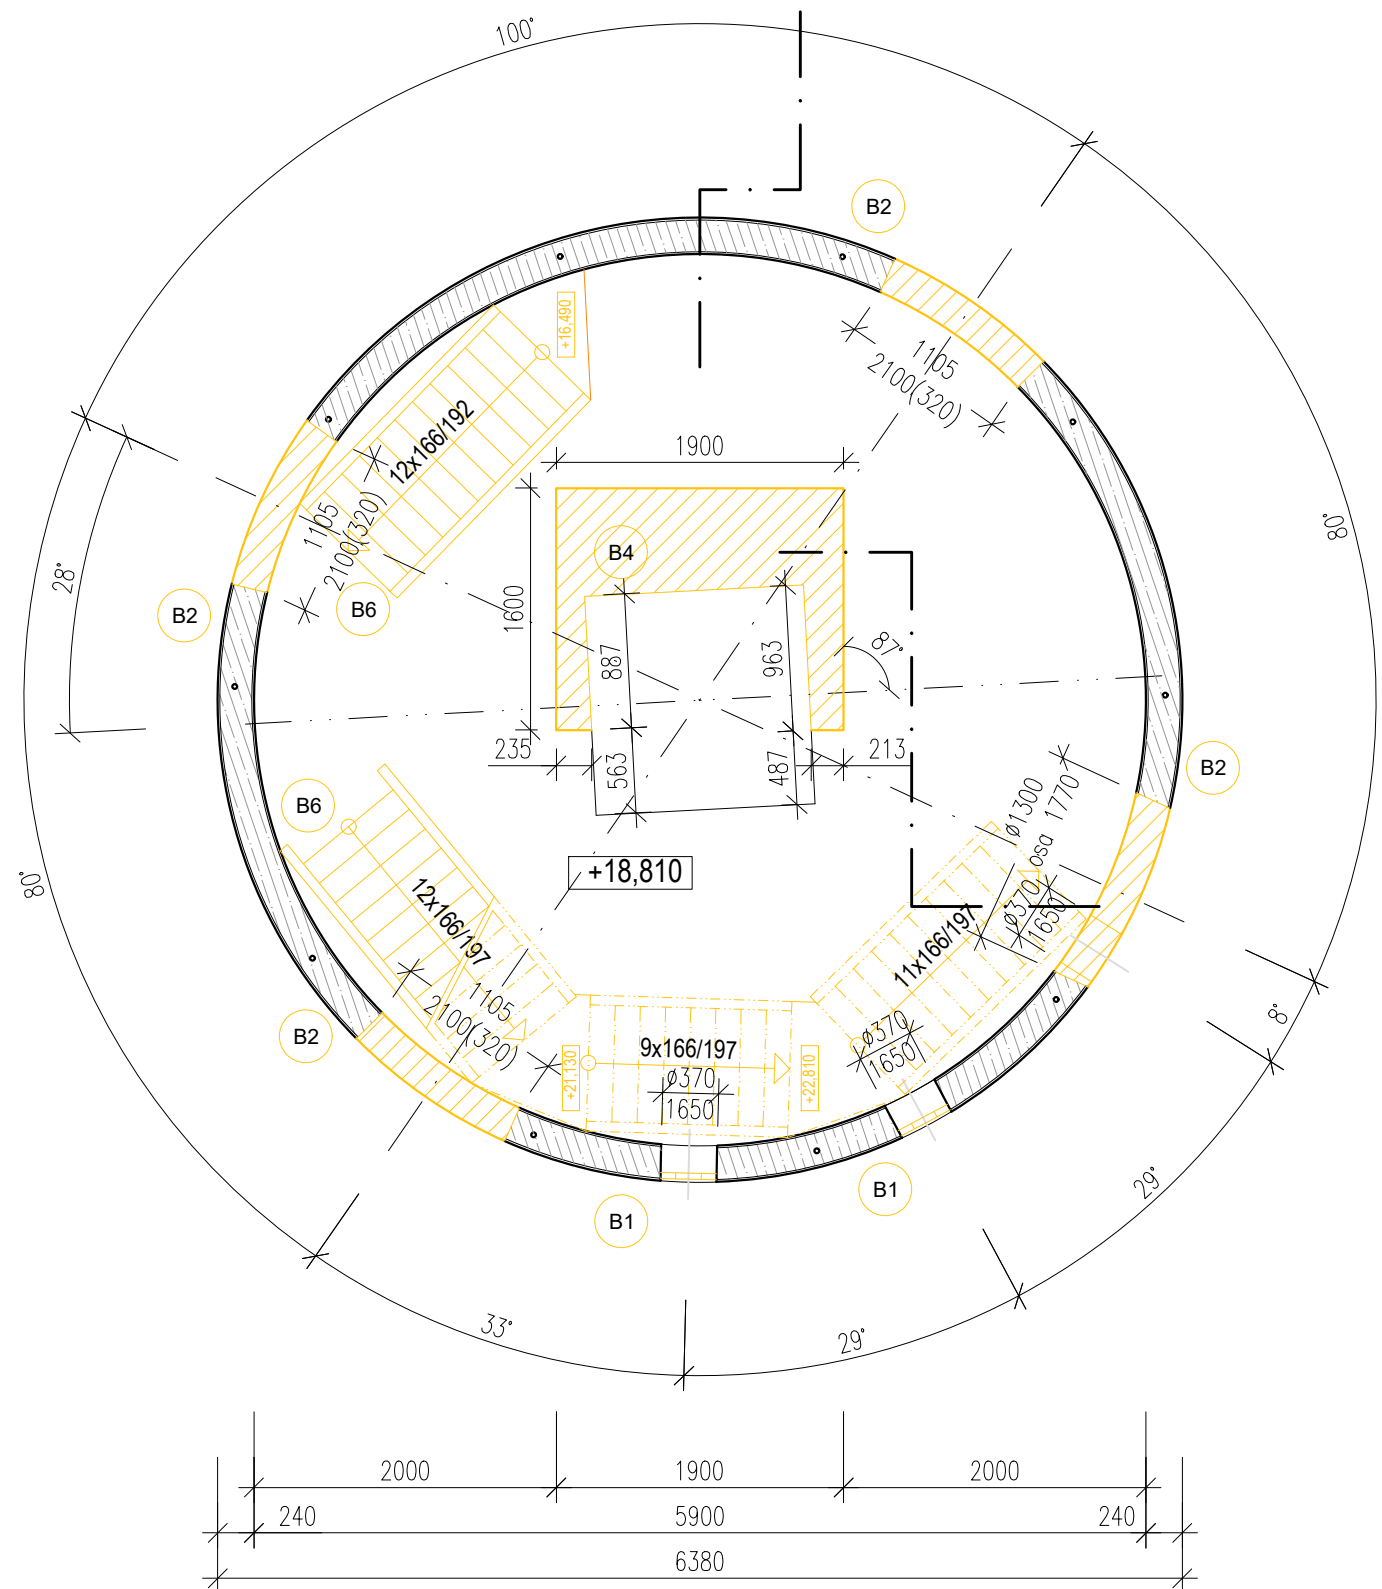 100°
B2
+16,490
1105
2100(320)
12x166/192
1900
80°
1105
2100(320)
B4
28°
1600
B6
B2
887
963
87°
235
213
563
487
B2
B6
ø1300
osa 1770
+18,810
80°
12x166/197
11x166/197
ø370
1650
1105
2100(320)
8°
B2
9x166/197
ø370
1650
+21,130
+22,810
ø370
1650
29°
B1
B1
33°
29°
2000
1900
2000
240
5900
240
6380